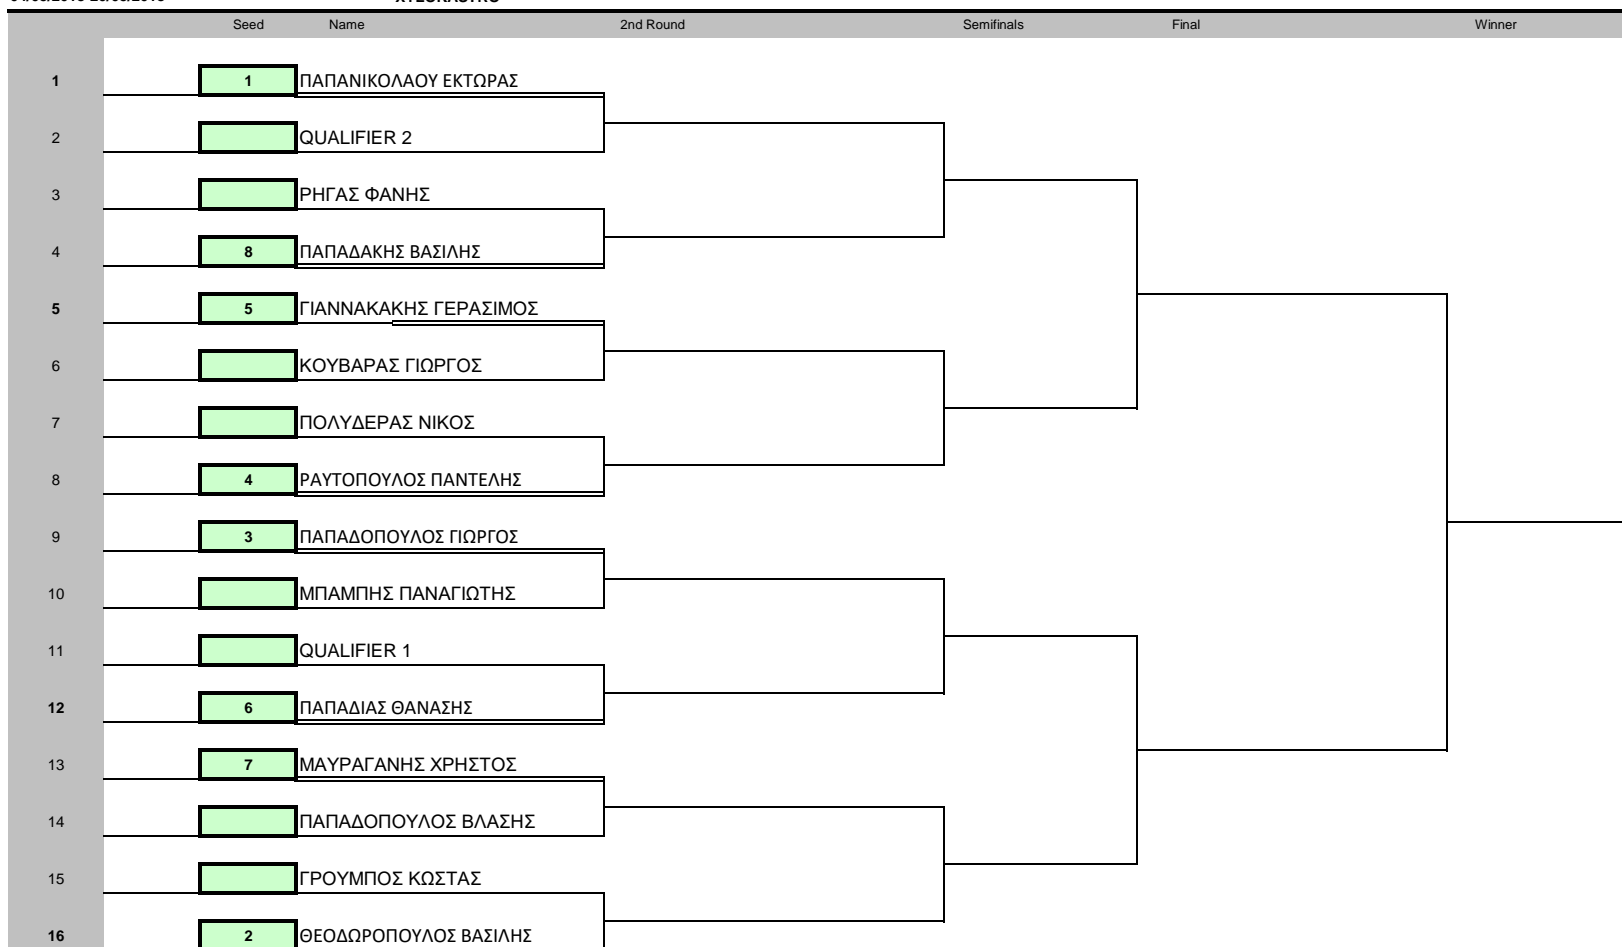 Seed Name 2nd Round Semifinals Final Winner
1 1 ΠΑΠΑΝΙΚΟΛΑΟΥ ΕΚΤΩΡΑΣ
2 QUALIFIER 2
3 ΡΗΓΑΣ ΦΑΝΗΣ
4 8 ΠΑΠΑΔΑΚΗΣ ΒΑΣΙΛΗΣ
5 5 ΓΙΑΝΝΑΚΑΚΗΣ ΓΕΡΑΣΙΜΟΣ
6 ΚΟΥΒΑΡΑΣ ΓΙΩΡΓΟΣ
7 ΠΟΛΥΔΕΡΑΣ ΝΙΚΟΣ
8 4 ΡΑΥΤΟΠΟΥΛΟΣ ΠΑΝΤΕΛΗΣ
9 3 ΠΑΠΑΔΟΠΟΥΛΟΣ ΓΙΩΡΓΟΣ
10 ΜΠΑΜΠΗΣ ΠΑΝΑΓΙΩΤΗΣ
11 QUALIFIER 1
12 6 ΠΑΠΑΔΙΑΣ ΘΑΝΑΣΗΣ
13 7 ΜΑΥΡΑΓΑΝΗΣ ΧΡΗΣΤΟΣ
14 ΠΑΠΑΔΟΠΟΥΛΟΣ ΒΛΑΣΗΣ
15 ΓΡΟΥΜΠΟΣ ΚΩΣΤΑΣ
16 2 ΘΕΟΔΩΡΟΠΟΥΛΟΣ ΒΑΣΙΛΗΣ